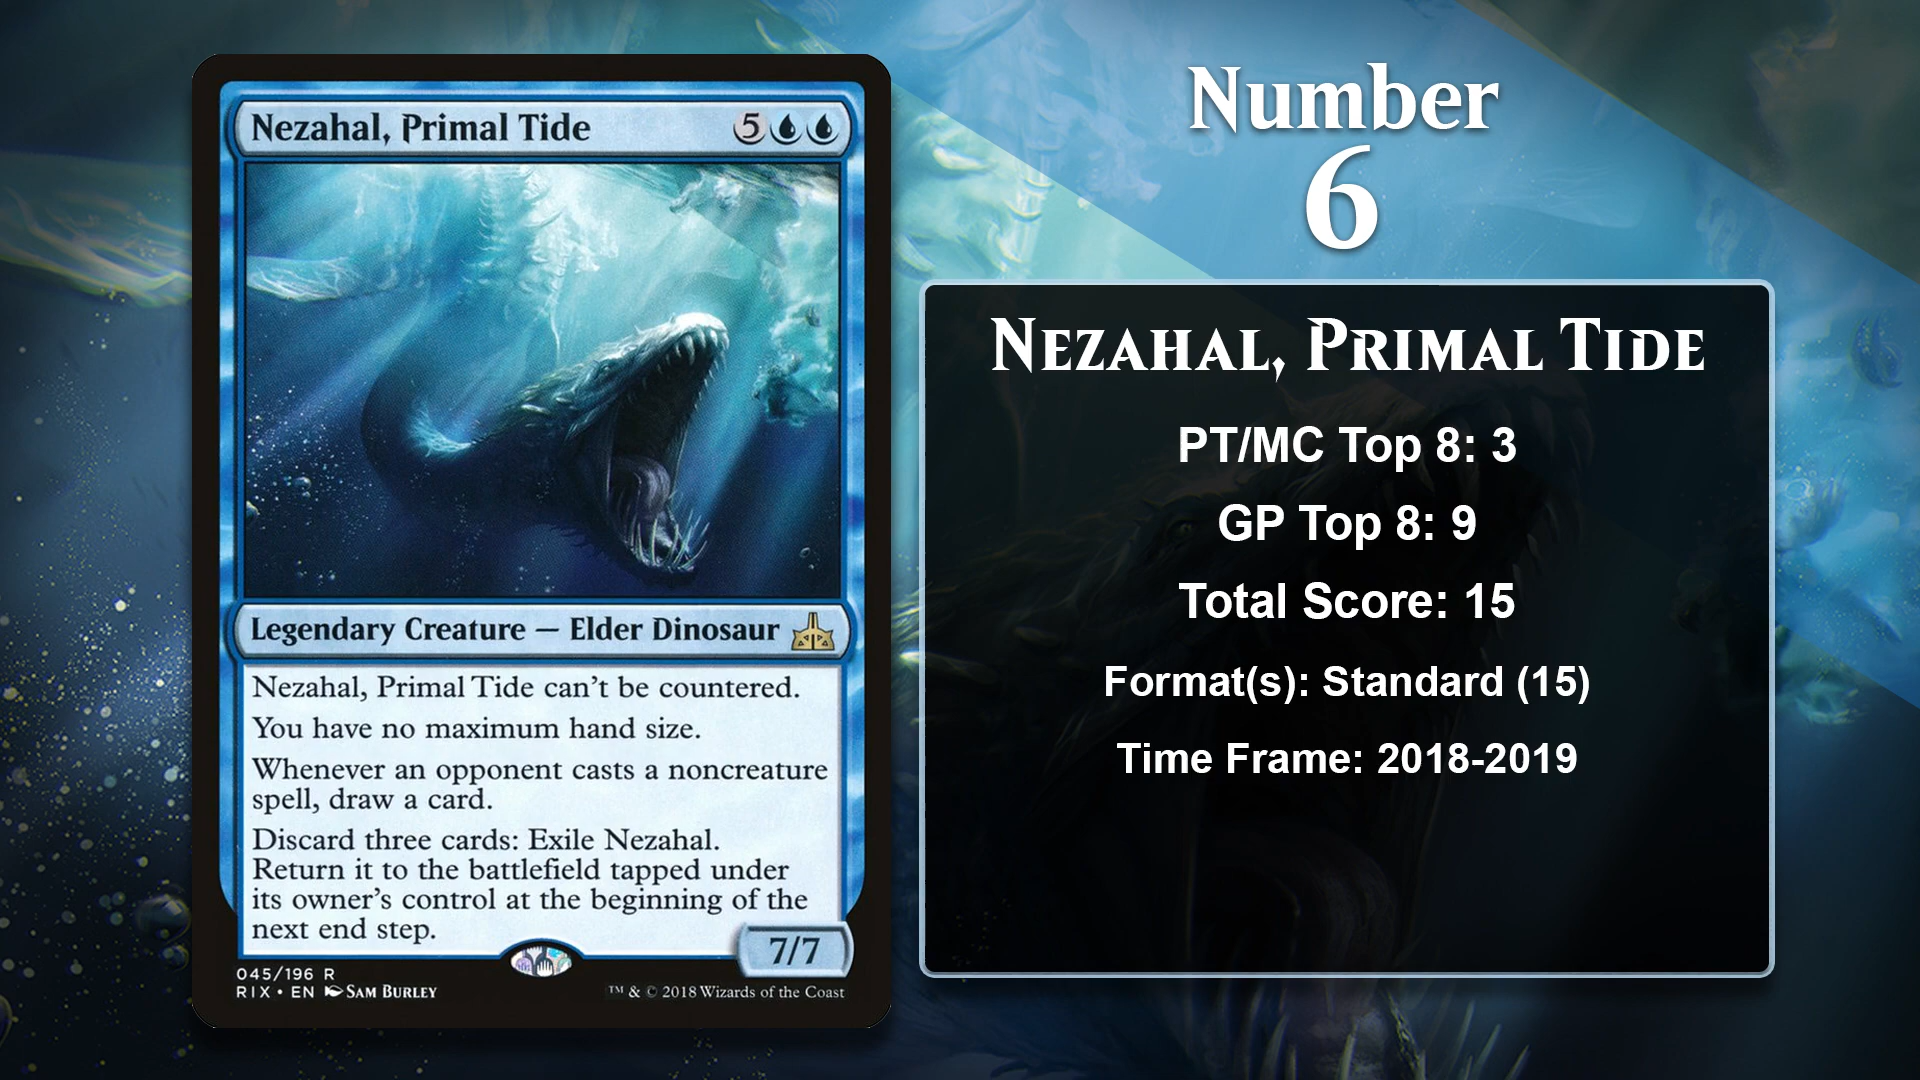 Nezahal, Primal Tide 5
Legendary Creature — Elder Dinosaur
Nezahal, Primal Tide can't be countered.
You have no maximum hand size.
Whenever an opponent casts a noncreature
spell, draw a card.
Discard three cards: Exile Nezahal.
Return it to the battlefield tapped under
its owner's control at the beginning of the
next end step.
7/7
045/196 R
RIX • EN SAM BURLEY
™ & © 2018 Wizards of the Coast
Number
6
NEZAHAL, PRIMAL TIDE
PT/MC Top 8: 3
GP Top 8: 9
Total Score: 15
Format(s): Standard (15)
Time Frame: 2018-2019